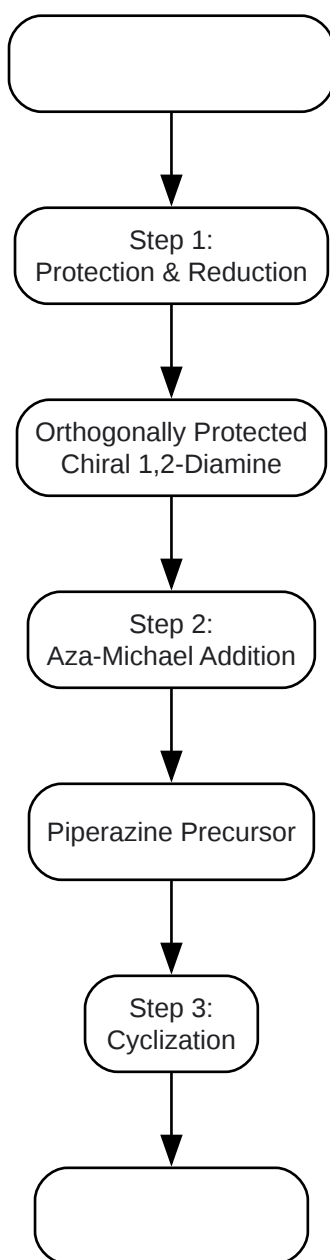 Step 1:
Protection & Reduction
Orthogonally Protected
Chiral 1,2-Diamine
Step 2:
Aza-Michael Addition
Piperazine Precursor
Step 3:
Cyclization